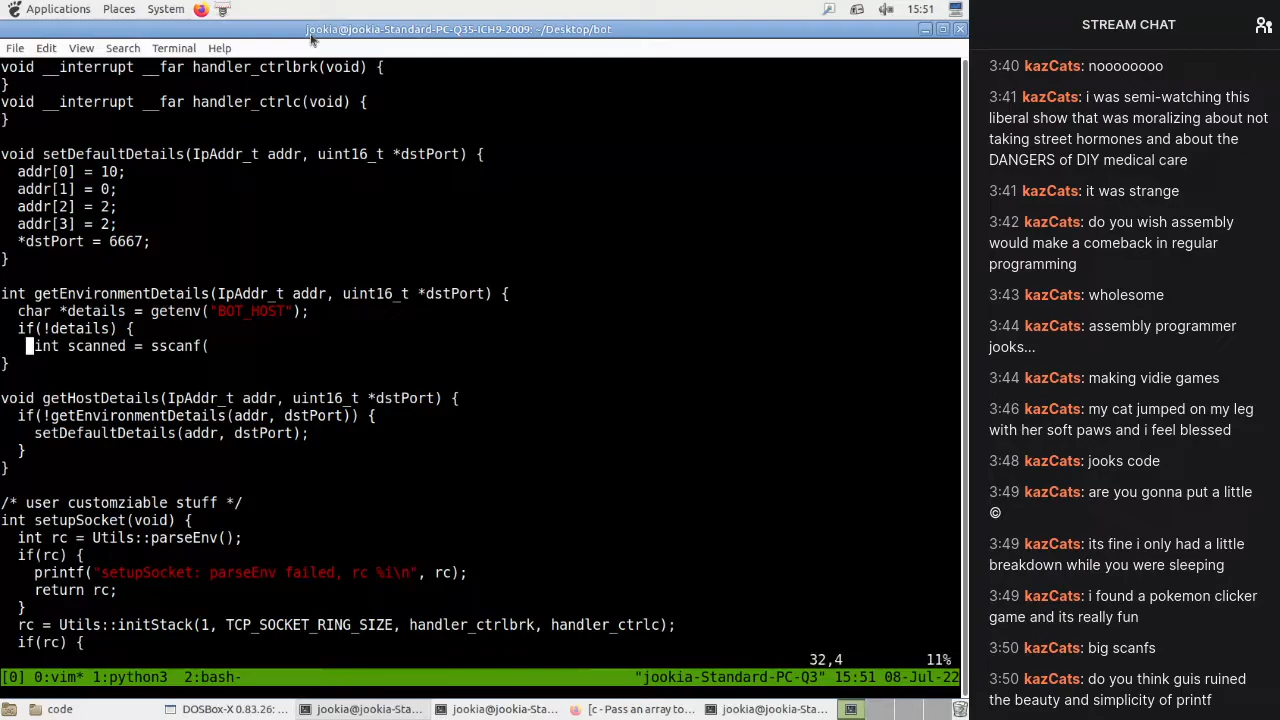 Applications Places System 15:51
jookia@jookia-Standard-PC-Q35-ICH9-2009: ~/Desktop/bot
File Edit View Search Terminal Help
void __interrupt __far handler_ctrlbrk(void) {
}
void __interrupt __far handler_ctrlc(void) {
}
void setDefaultDetails(IpAddr_t addr, uint16_t *dstPort) {
addr[0] = 10;
addr[1] = 0;
addr[2] = 2;
addr[3] = 2;
*dstPort = 6667;
}
int getEnvironmentDetails(IpAddr_t addr, uint16_t *dstPort) {
char *details = getenv("BOT_HOST");
if(!details) {
int scanned = sscanf(
}
void getHostDetails(IpAddr_t addr, uint16_t *dstPort) {
if(!getEnvironmentDetails(addr, dstPort)) {
setDefaultDetails(addr, dstPort);
}
}
/* user customziable stuff */
int setupSocket(void) {
int rc = Utils::parseEnv();
if(rc) {
printf("setupSocket: parseEnv failed, rc %i\n", rc);
return rc;
}
rc = Utils::initStack(1, TCP_SOCKET_RING_SIZE, handler_ctrlbrk, handler_ctrlc);
if(rc) {
32,4 11%
[0] 0:vim* 1:python3 2:bash- "jookia-Standard-PC-Q3" 15:51 08-Jul-22
code DOSBox-X 0.83.26: ... jookia@jookia-Sta... jookia@jookia-Sta... [c - Pass an array to... jookia@jookia-Sta...
STREAM CHAT
3:40 kazCats: noooooooo
3:41 kazCats: i was semi-watching this
liberal show that was moralizing about not
taking street hormones and about the
DANGERS of DIY medical care
3:41 kazCats: it was strange
3:42 kazCats: do you wish assembly
would make a comeback in regular
programming
3:43 kazCats: wholesome
3:44 kazCats: assembly programmer
jooks...
3:44 kazCats: making vidie games
3:46 kazCats: my cat jumped on my leg
with her soft paws and i feel blessed
3:48 kazCats: jooks code
3:49 kazCats: are you gonna put a little
©
3:49 kazCats: its fine i only had a little
breakdown while you were sleeping
3:49 kazCats: i found a pokemon clicker
game and its really fun
3:50 kazCats: big scanfs
3:50 kazCats: do you think guis ruined
the beauty and simplicity of printf